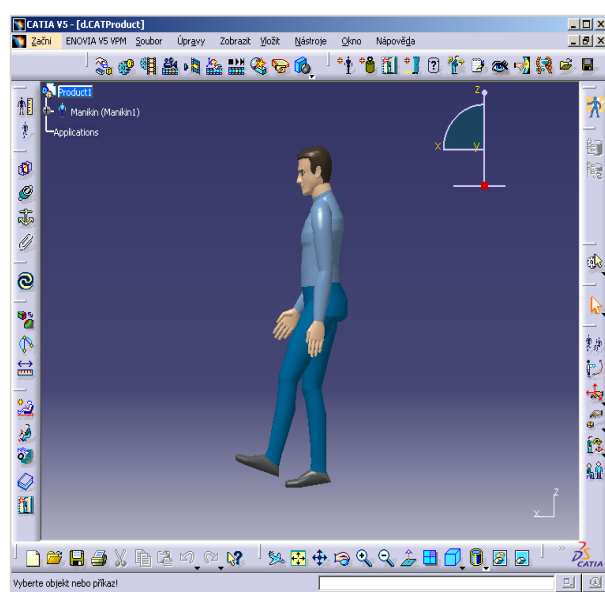 CATIA V5 - [d.CATProduct]
Začni ENOVIA V5 VPM Soubor Úpravy Zobrazit Vložit Nástroje Okno Nápověda
Product1
Manikin (Manikin1)
Applications
z
x y
z
x
CATIA
Vyberte objekt nebo příkaz!